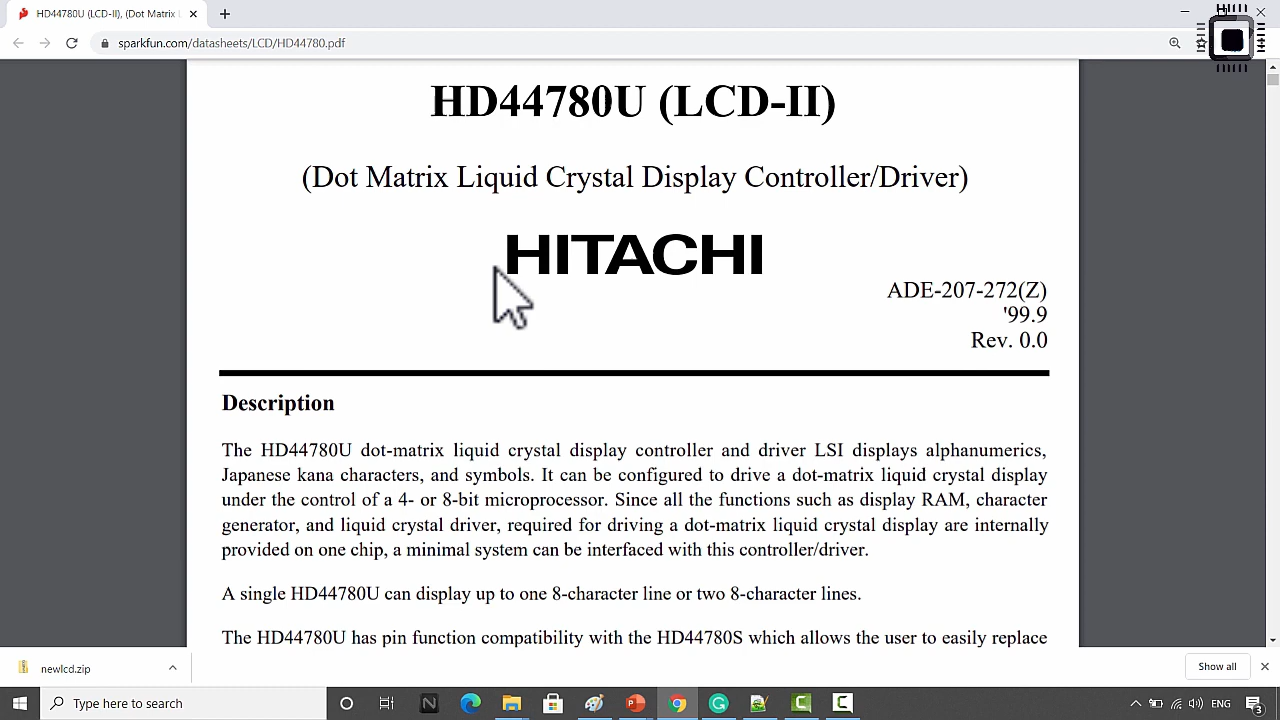 HD44780U (LCD-II), (Dot Matrix L
sparkfun.com/datasheets/LCD/HD44780.pdf
HD44780U (LCD-II)
(Dot Matrix Liquid Crystal Display Controller/Driver)
HITACHI
ADE-207-272(Z)
'99.9
Rev. 0.0
Description
The HD44780U dot-matrix liquid crystal display controller and driver LSI displays alphanumerics,
Japanese kana characters, and symbols. It can be configured to drive a dot-matrix liquid crystal display
under the control of a 4- or 8-bit microprocessor. Since all the functions such as display RAM, character
generator, and liquid crystal driver, required for driving a dot-matrix liquid crystal display are internally
provided on one chip, a minimal system can be interfaced with this controller/driver.
A single HD44780U can display up to one 8-character line or two 8-character lines.
The HD44780U has pin function compatibility with the HD44780S which allows the user to easily replace
newlcd.zip
Show all
Type here to search
ENG
3